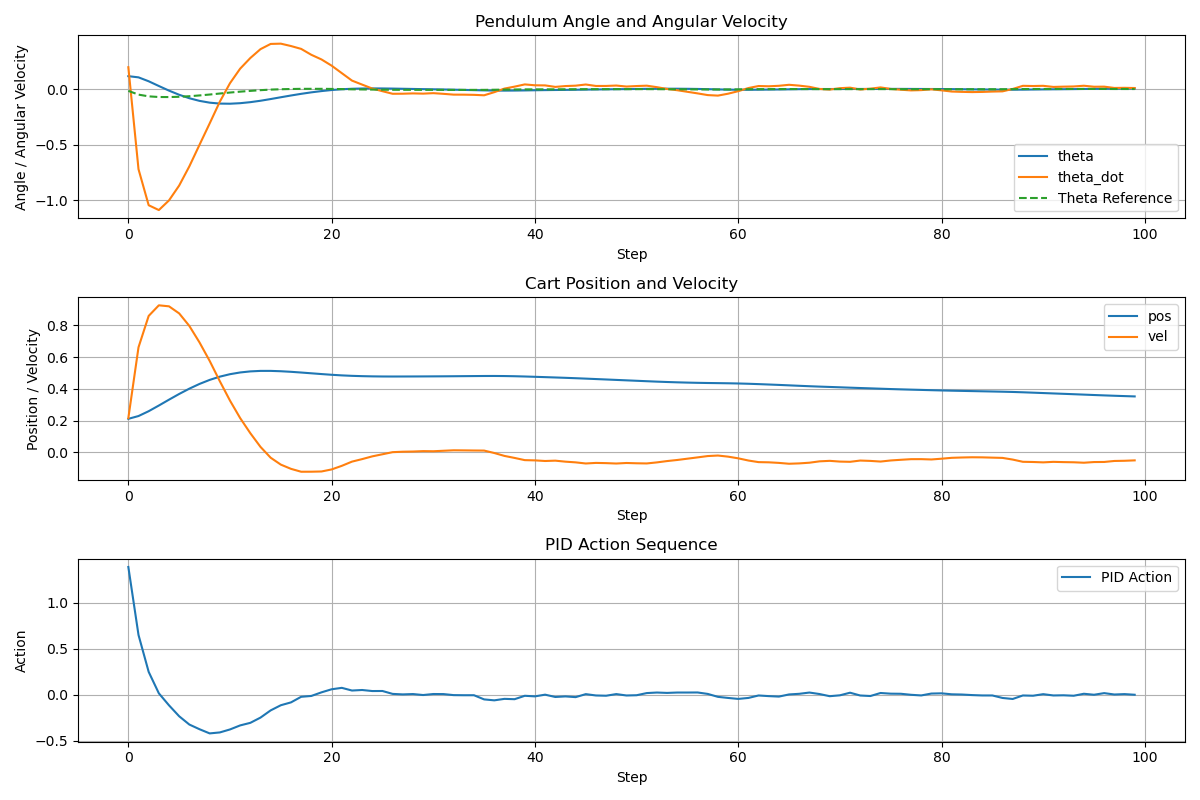 Pendulum Angle and Angular Velocity
Angle / Angular Velocity
0.0
−0.5
−1.0
theta
theta_dot
Theta Reference
0 20 40 60 80 100
Step
Cart Position and Velocity
Position / Velocity
0.8
0.6
0.4
0.2
0.0
pos
vel
0 20 40 60 80 100
Step
PID Action Sequence
Action
1.0
0.5
0.0
−0.5
PID Action
0 20 40 60 80 100
Step